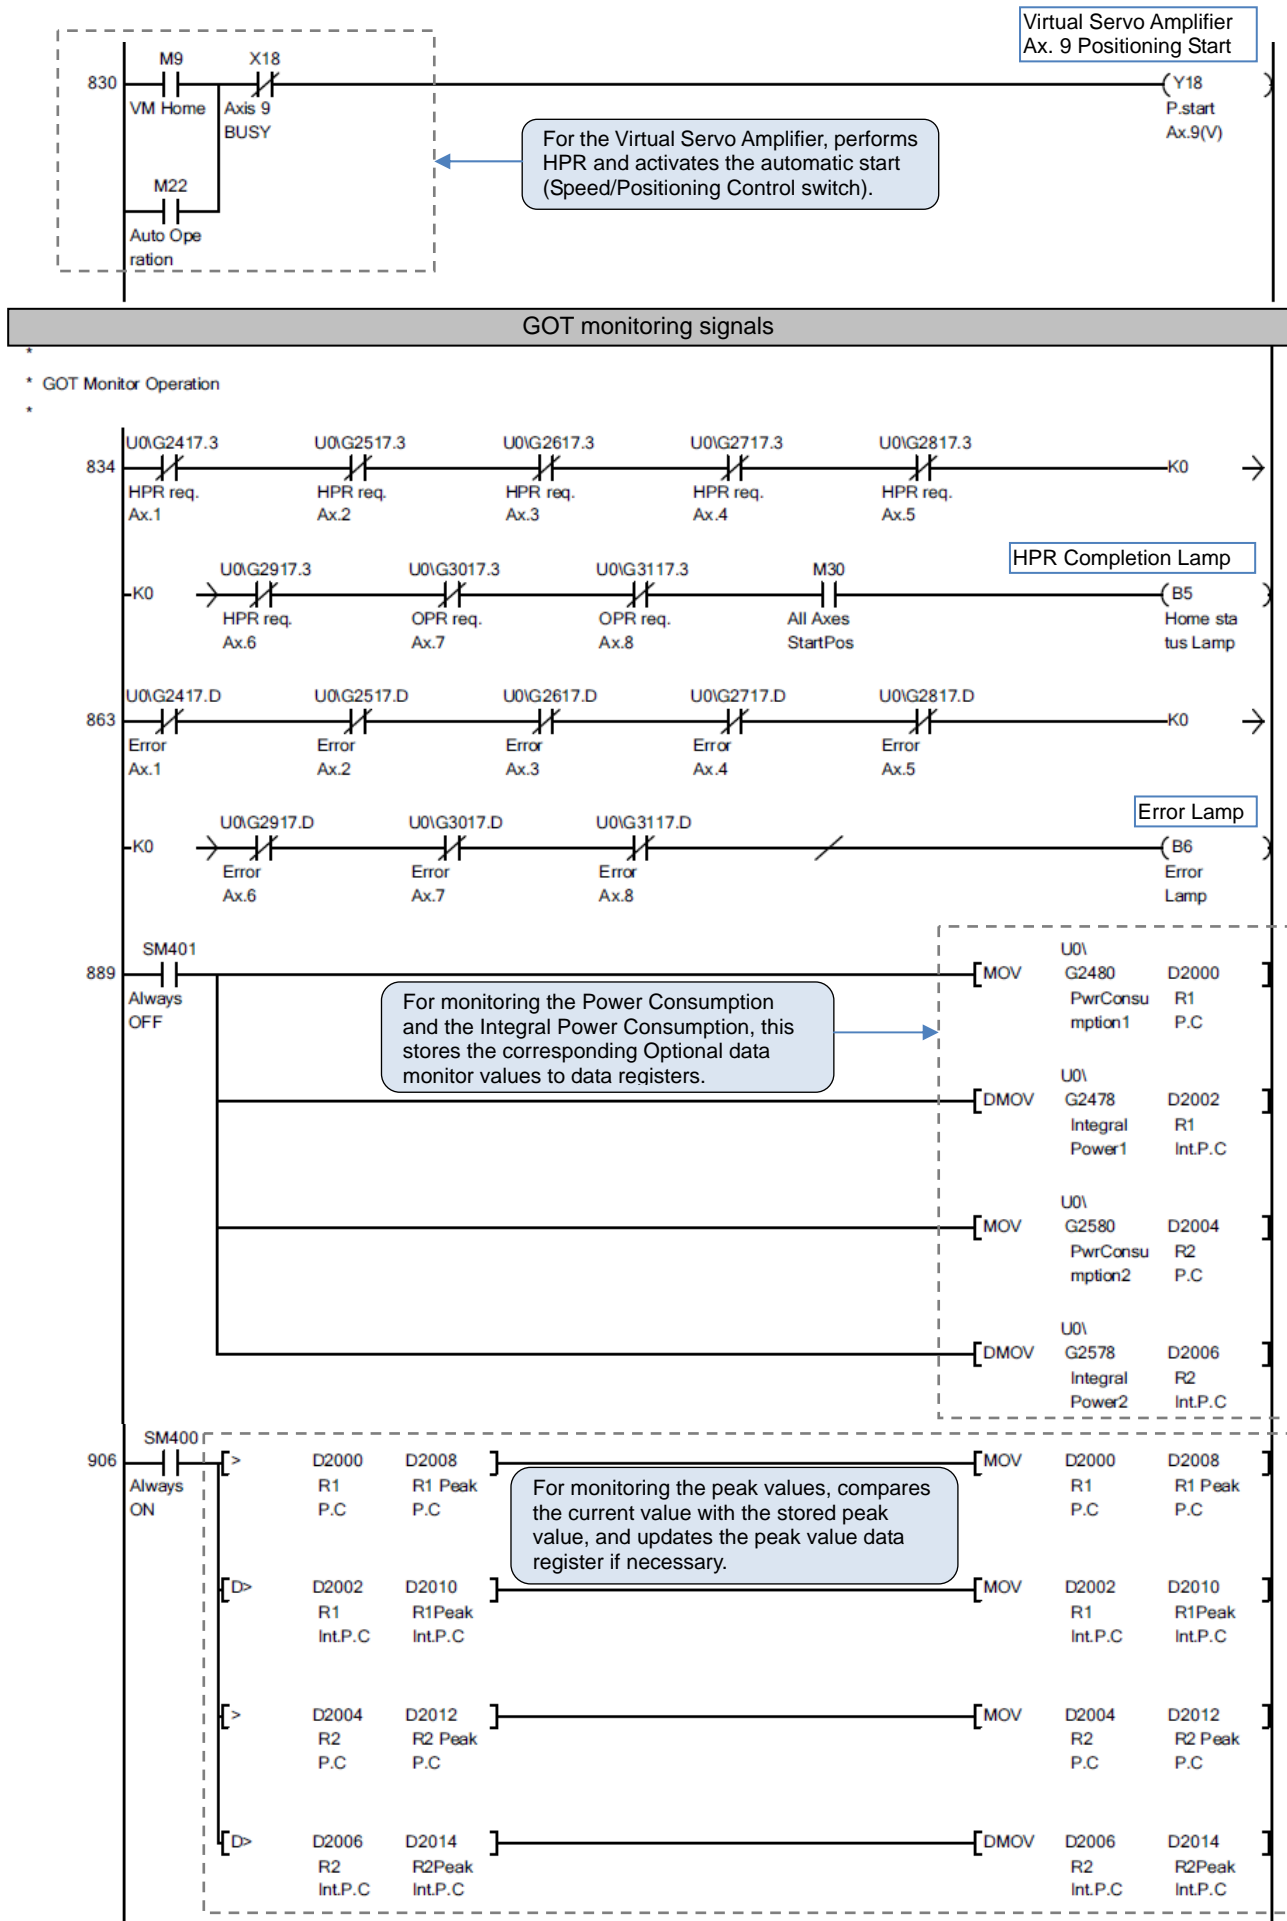 Virtual Servo Amplifier
Ax. 9 Positioning Start
M9 X18
830 Y18
VM Home Axis 9 P.start
BUSY Ax.9(V)
For the Virtual Servo Amplifier, performs
HPR and activates the automatic start
(Speed/Positioning Control switch).
M22
Auto Ope
ration
GOT monitoring signals
*
* GOT Monitor Operation
*
U0\G2417.3 U0\G2517.3 U0\G2617.3 U0\G2717.3 U0\G2817.3
834 K0
HPR req. HPR req. HPR req. HPR req. HPR req.
Ax.1 Ax.2 Ax.3 Ax.4 Ax.5
HPR Completion Lamp
U0\G2917.3 U0\G3017.3 U0\G3117.3 M30
K0 B5
HPR req. OPR req. OPR req. All Axes Home sta
Ax.6 Ax.7 Ax.8 StartPos tus Lamp
U0\G2417.D U0\G2517.D U0\G2617.D U0\G2717.D U0\G2817.D
863 K0
Error Error Error Error Error
Ax.1 Ax.2 Ax.3 Ax.4 Ax.5
Error Lamp
U0\G2917.D U0\G3017.D U0\G3117.D
K0 B6
Error Error Error Error
Ax.6 Ax.7 Ax.8 Lamp
SM401 U0\
889 MOV G2480 D2000
Always PwrConsu R1
OFF mption1 P.C
For monitoring the Power Consumption
and the Integral Power Consumption, this
stores the corresponding Optional data
monitor values to data registers.
U0\
DMOV G2478 D2002
Integral R1
Power1 Int.P.C
U0\
MOV G2580 D2004
PwrConsu R2
mption2 P.C
U0\
DMOV G2578 D2006
Integral R2
Power2 Int.P.C
SM400
906 > D2000 D2008 MOV D2000 D2008
Always R1 R1 Peak R1 R1 Peak
ON P.C P.C P.C P.C
For monitoring the peak values, compares
the current value with the stored peak
value, and updates the peak value data
register if necessary.
D> D2002 D2010 MOV D2002 D2010
R1 R1Peak R1 R1Peak
Int.P.C Int.P.C Int.P.C Int.P.C
> D2004 D2012 MOV D2004 D2012
R2 R2 Peak R2 R2 Peak
P.C P.C P.C P.C
D> D2006 D2014 DMOV D2006 D2014
R2 R2Peak R2 R2Peak
Int.P.C Int.P.C Int.P.C Int.P.C